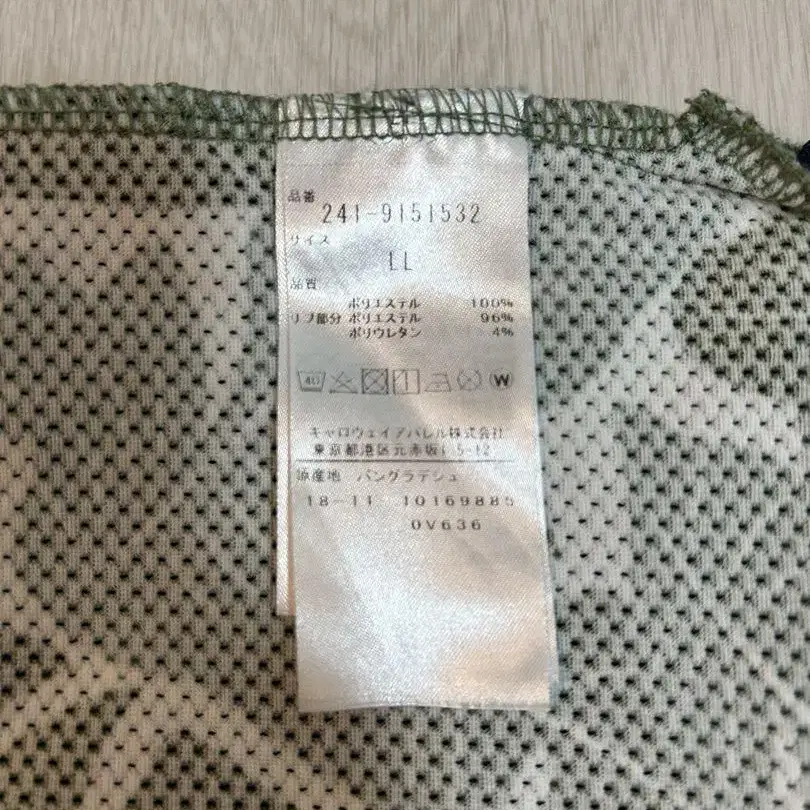 品番
241-9151532
サイズ
LL
品質
ポリエステル 100%
リブ部分 ポリエステル 96%
ポリウレタン 4%
40 W
キャロウェイアパレル株式会社
東京都港区元赤坂1-5-12
原産地 バングラデシュ
18-11 10169885
0V636